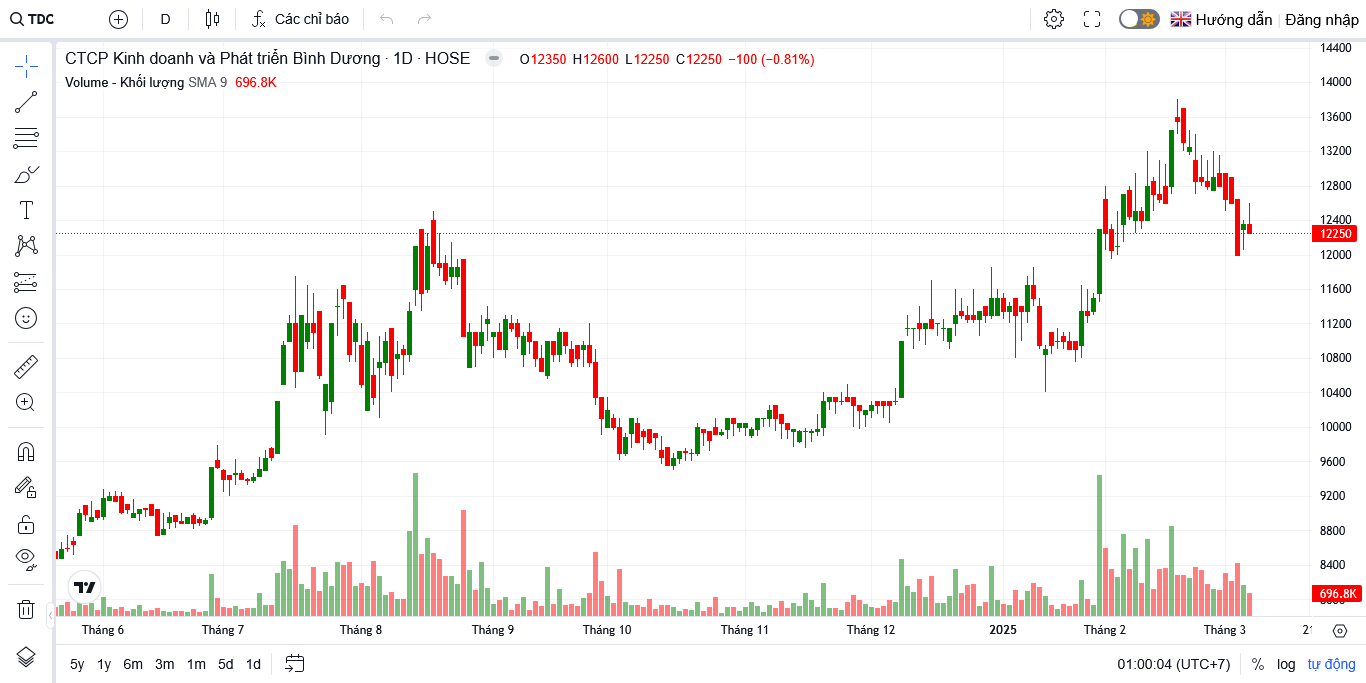 TDC D Các chỉ báo Hướng dẫn Đăng nhập
CTCP Kinh doanh và Phát triển Bình Dương · 1D · HOSE O12350 H12600 L12250 C12250 −100 (−0.81%)
Volume - Khối lượng SMA 9 696.8K
14400
14000
13600
13200
12800
12400
12250
12000
11600
11200
10800
10400
10000
9600
9200
8800
8400
696.8K
Tháng 6 Tháng 7 Tháng 8 Tháng 9 Tháng 10 Tháng 11 Tháng 12 2025 Tháng 2 Tháng 3
5y 1y 6m 3m 1m 5d 1d 01:00:04 (UTC+7) % log tự động